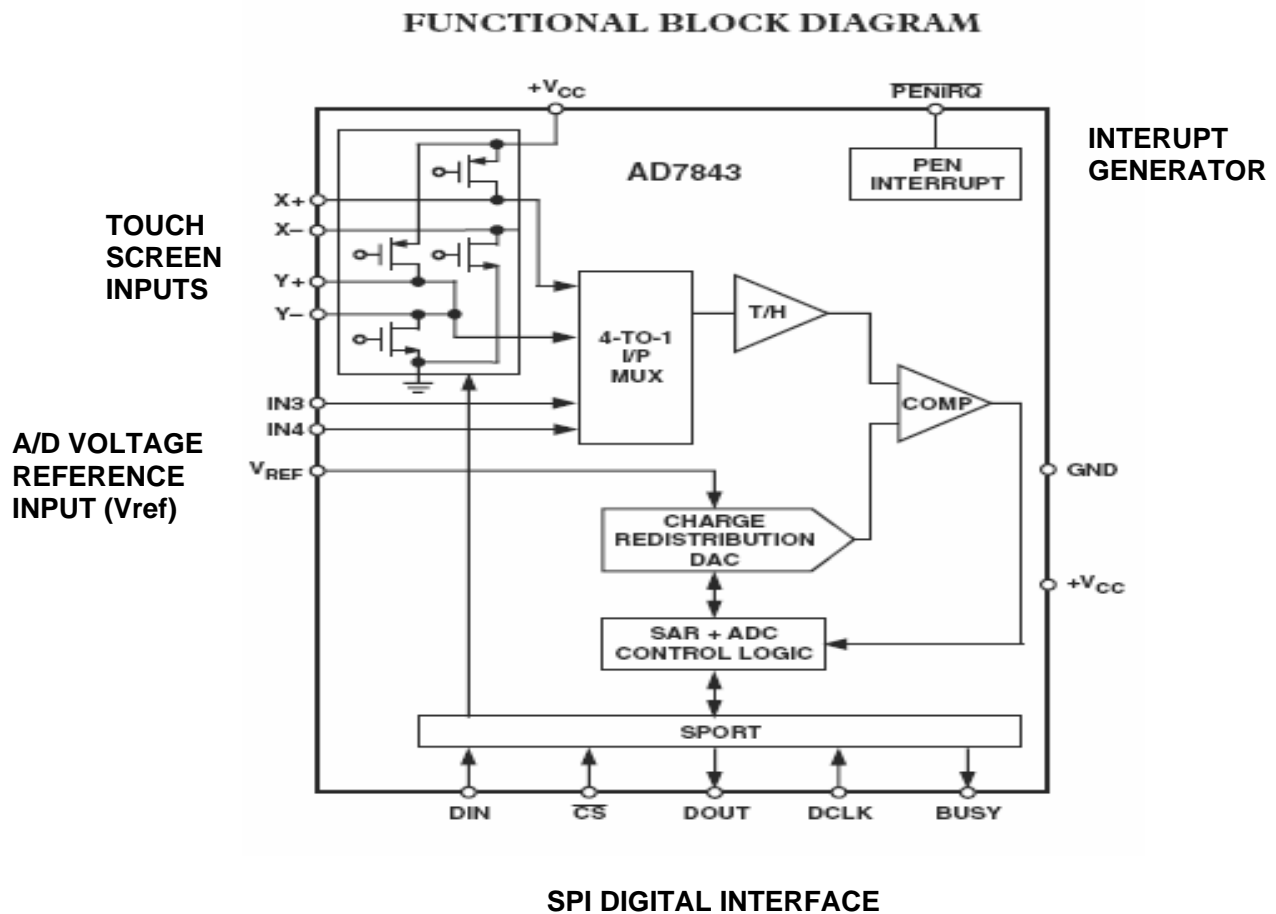 FUNCTIONAL BLOCK DIAGRAM
+VCC
PENIRQ
INTERUPT
GENERATOR
AD7843
PEN
INTERRUPT
TOUCH
SCREEN
INPUTS
X+
X–
Y+
Y–
4-TO-1
I/P
MUX
T/H
COMP
IN3
IN4
A/D VOLTAGE
REFERENCE
INPUT (Vref)
VREF
GND
CHARGE
REDISTRIBUTION
DAC
+VCC
SAR + ADC
CONTROL LOGIC
SPORT
DIN
CS
DOUT
DCLK
BUSY
SPI DIGITAL INTERFACE